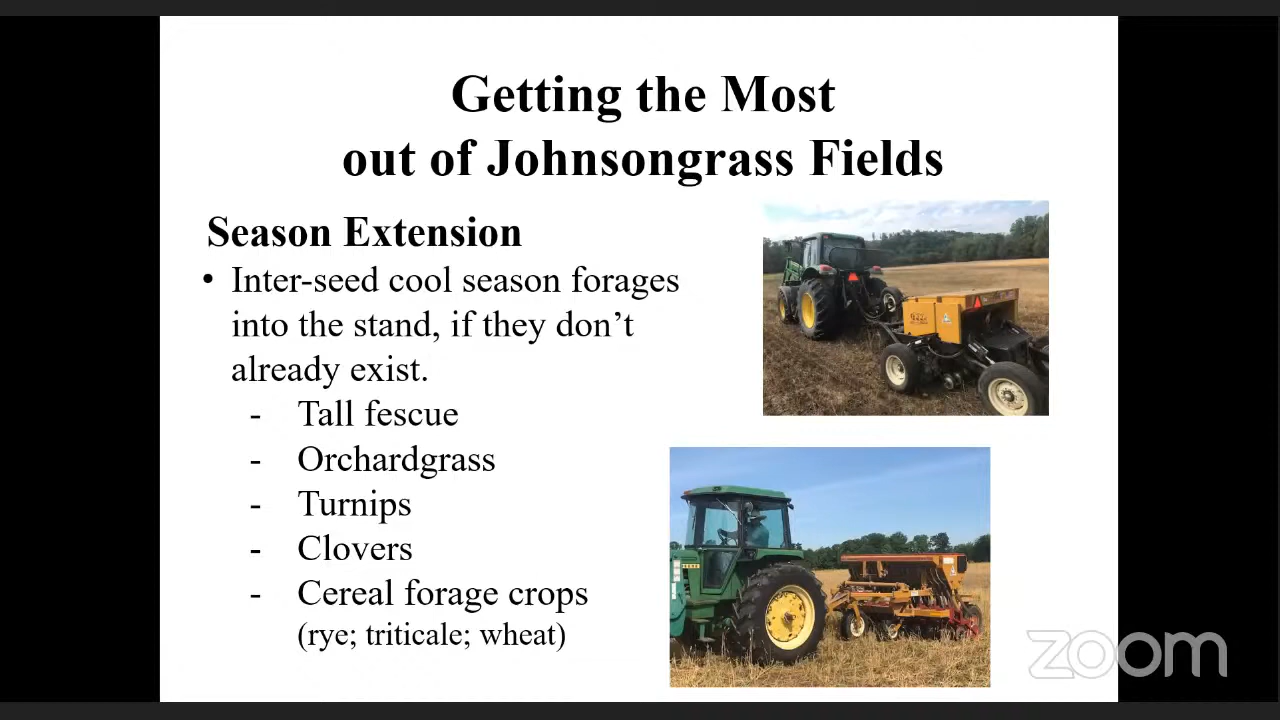 Getting the Most
out of Johnsongrass Fields
Season Extension
• Inter-seed cool season forages
into the stand, if they don’t
already exist.
- Tall fescue
- Orchardgrass
- Turnips
- Clovers
- Cereal forage crops
(rye; triticale; wheat)
zoom